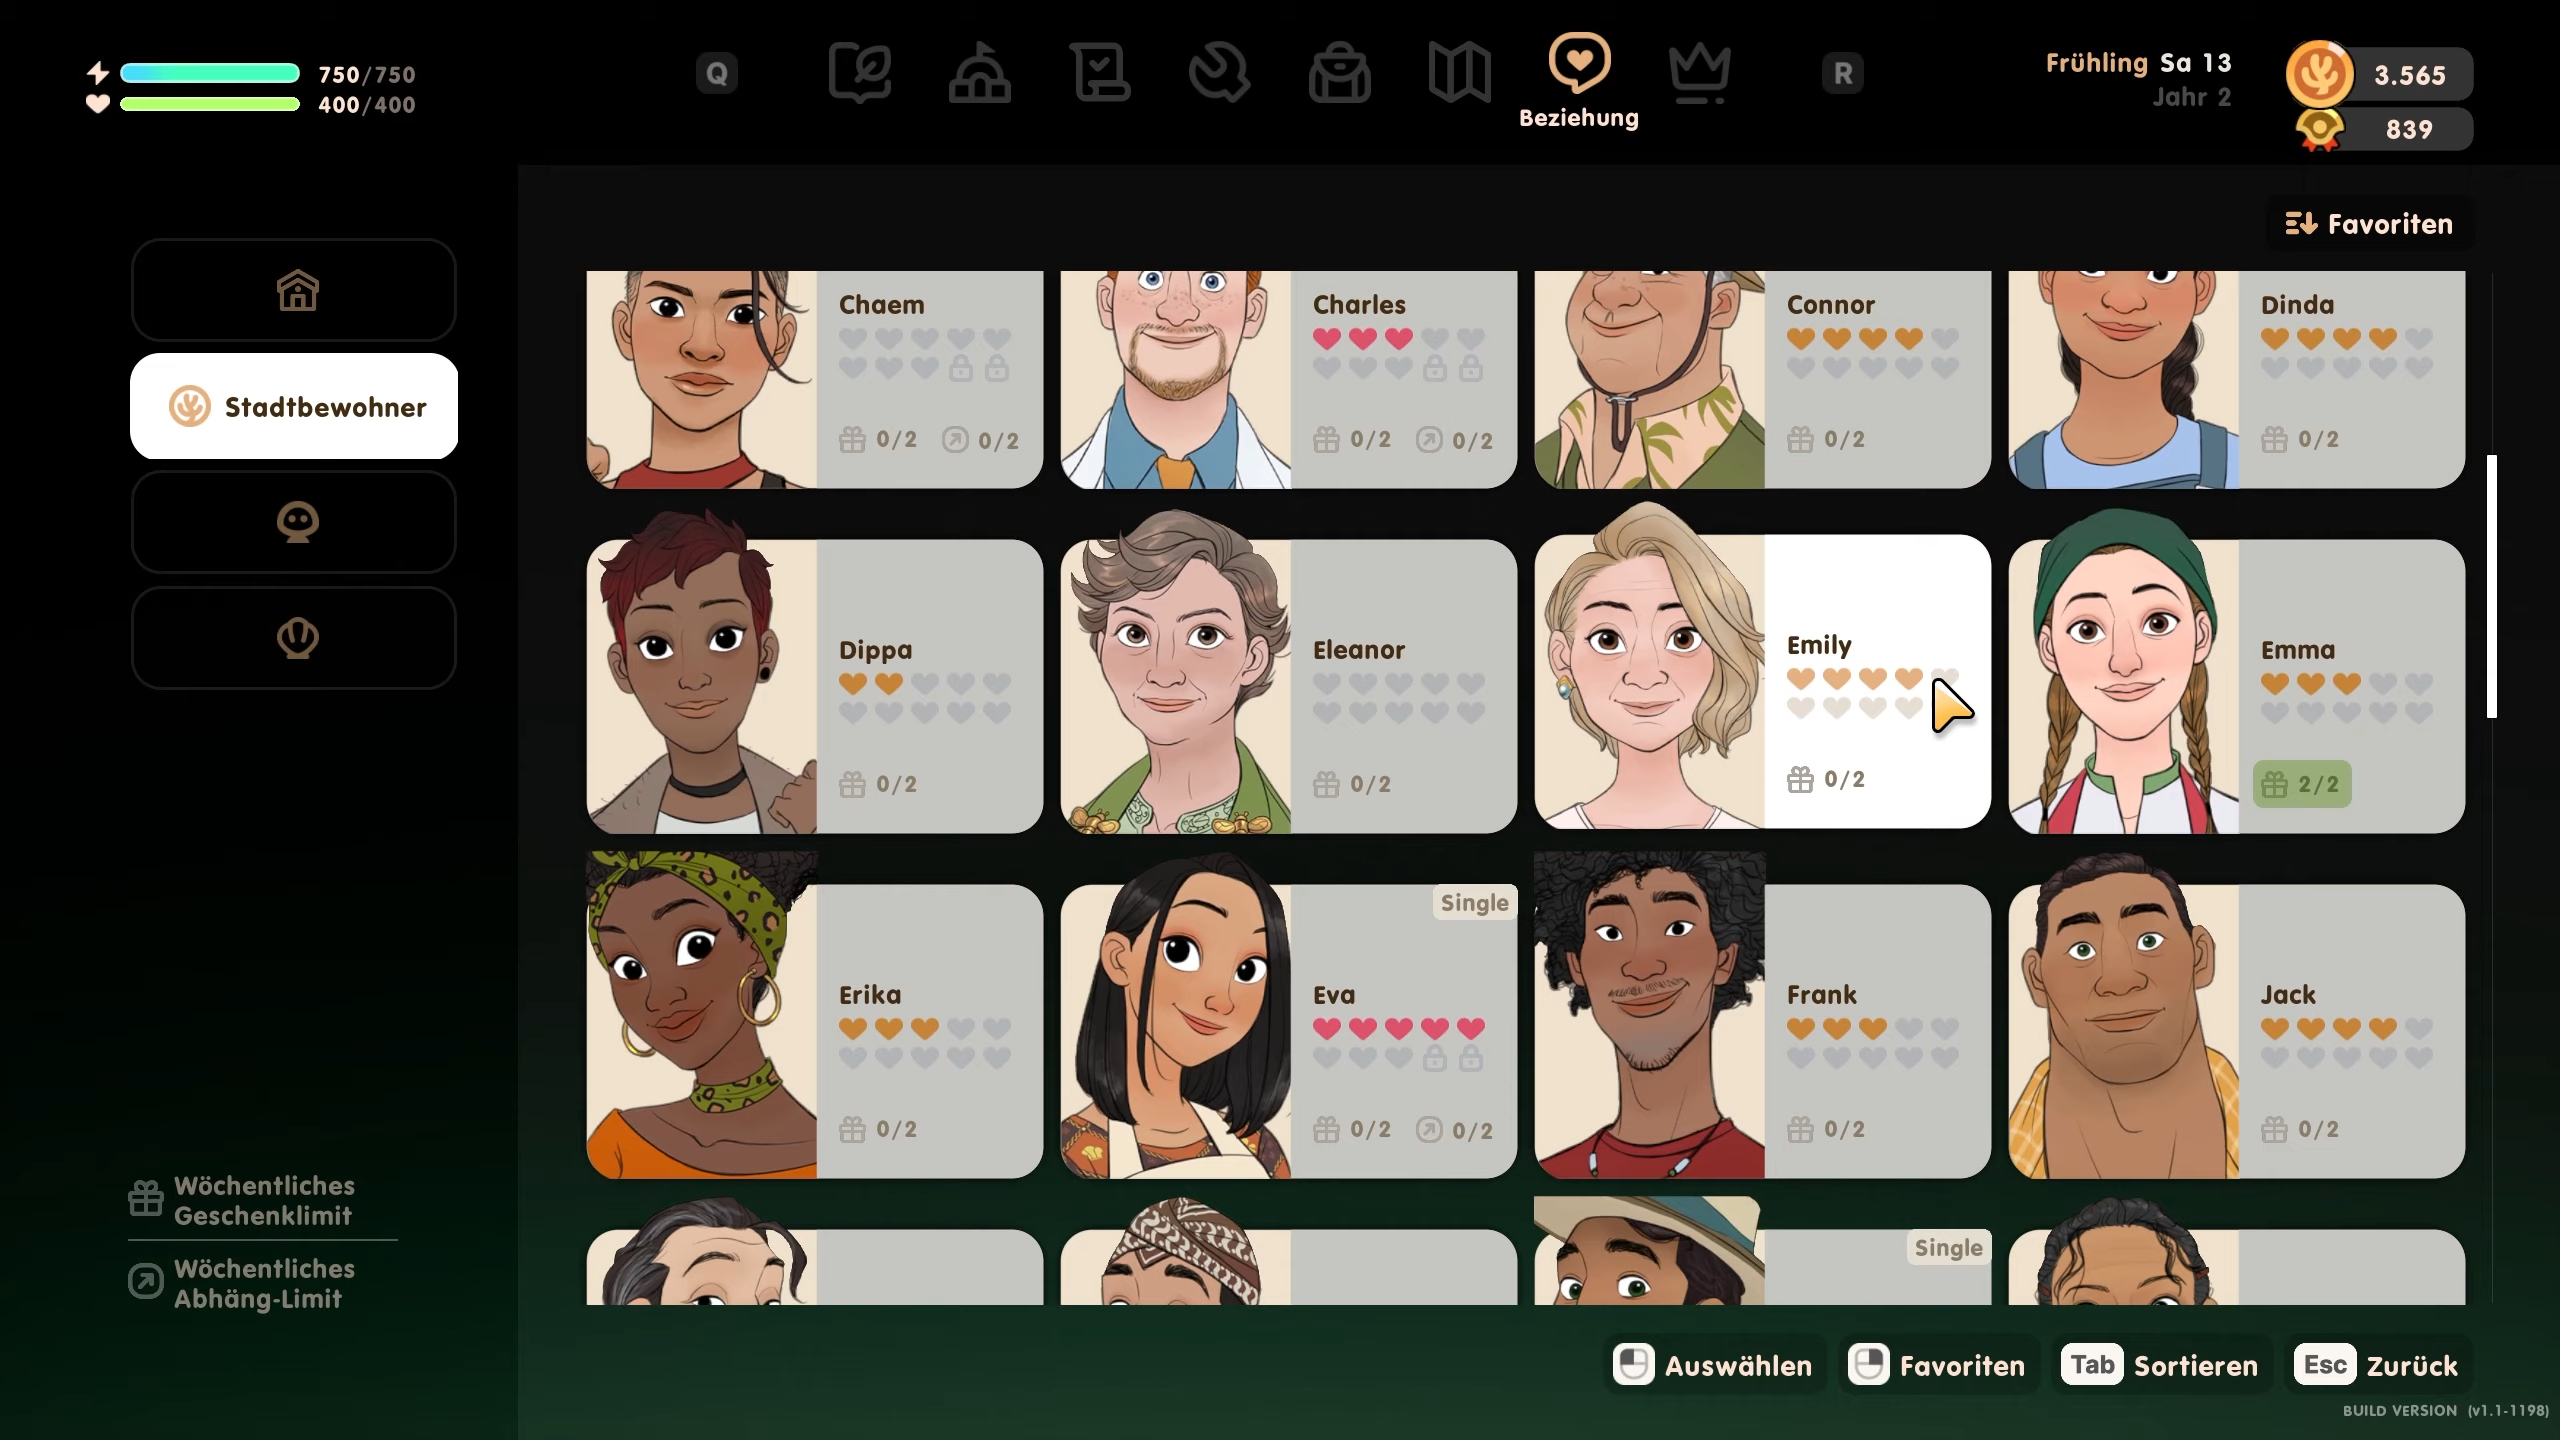 750/750
400/400
Q
Beziehung
R
Frühling Sa 13
Jahr 2
3.565
839
Favoriten
Stadtbewohner
Chaem
0/2 0/2
Charles
0/2 0/2
Connor
0/2
Dinda
0/2
Dippa
0/2
Eleanor
0/2
Emily
0/2
Emma
2/2
Erika
0/2
Single
Eva
0/2 0/2
Frank
0/2
Jack
0/2
Single
Wöchentliches
Geschenklimit
Wöchentliches
Abhäng-Limit
Auswählen
Favoriten
Tab Sortieren
Esc Zurück
BUILD VERSION (v1.1-1198)